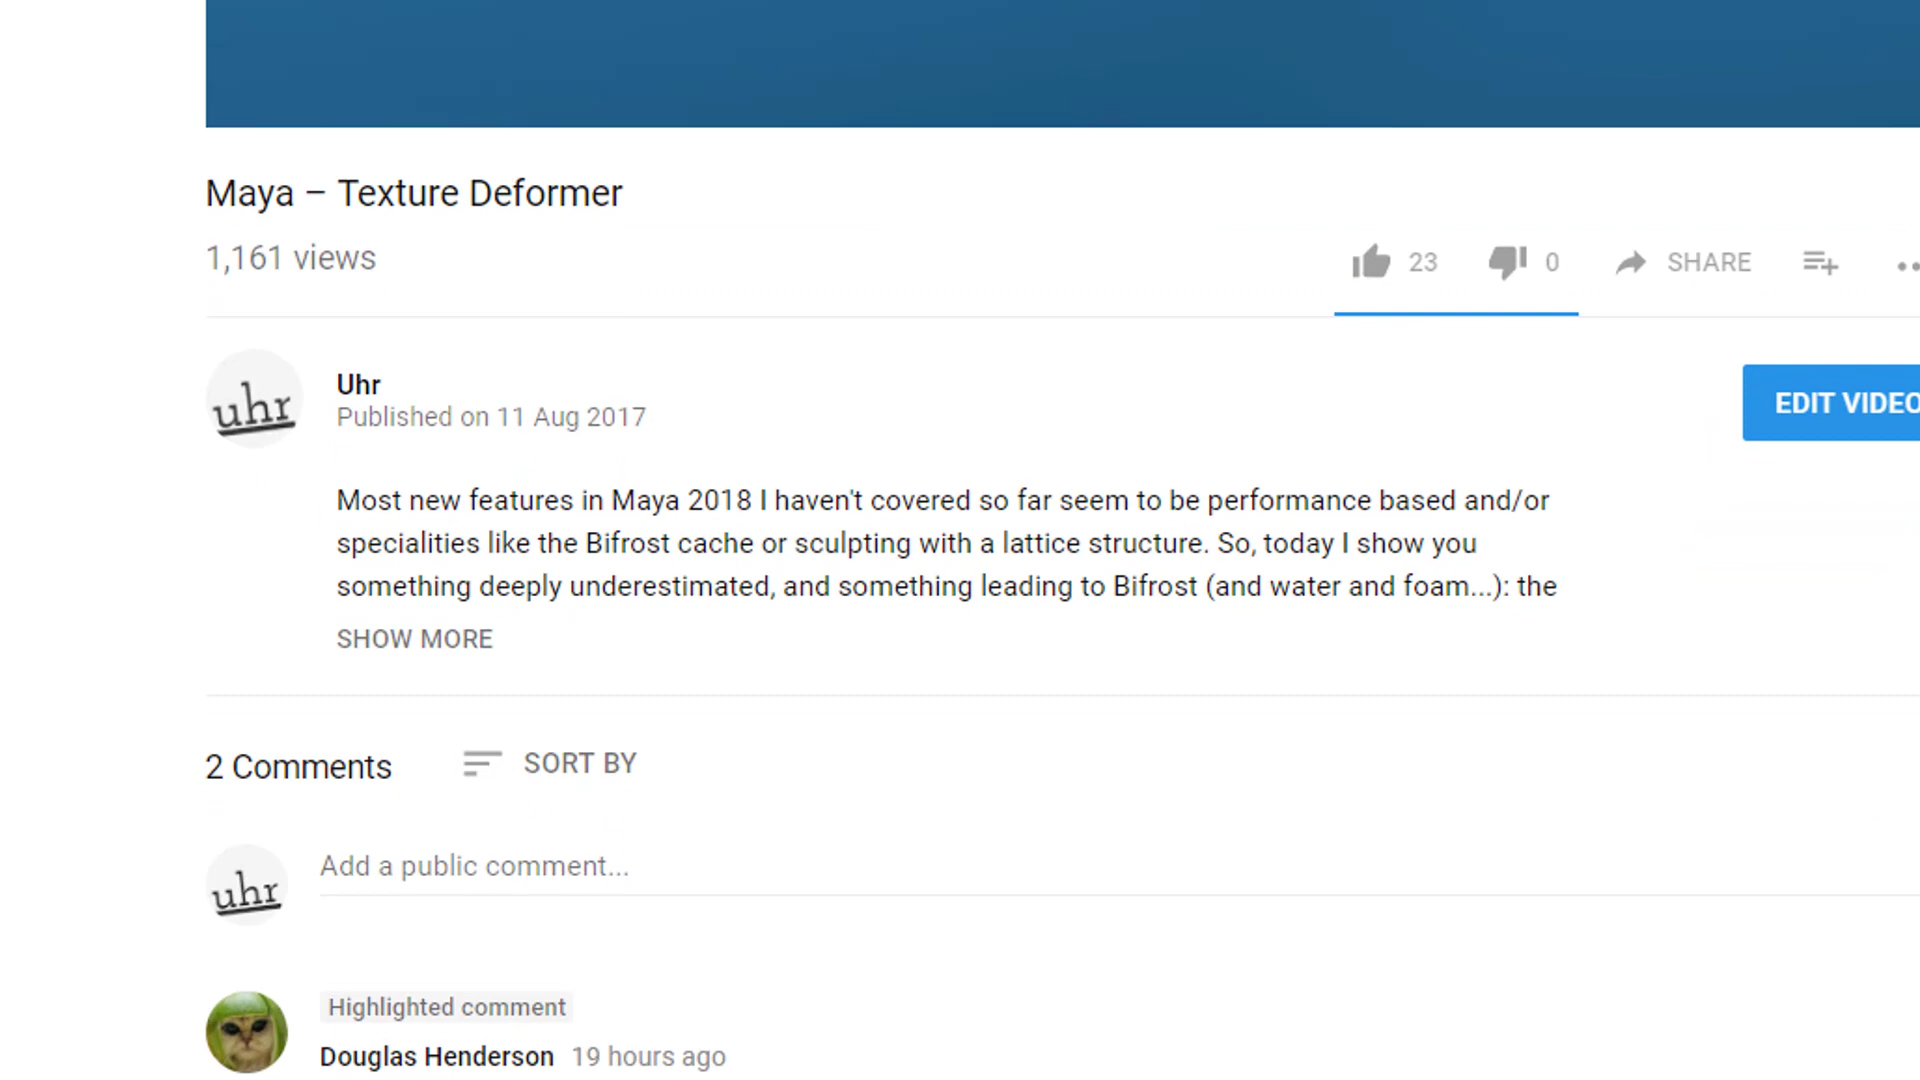 Maya – Texture Deformer
1,161 views
23
0
SHARE
uhr
Uhr
Published on 11 Aug 2017
EDIT VIDEO
Most new features in Maya 2018 I haven't covered so far seem to be performance based and/or
specialities like the Bifrost cache or sculpting with a lattice structure. So, today I show you
something deeply underestimated, and something leading to Bifrost (and water and foam...): the
SHOW MORE
2 Comments
SORT BY
uhr
Add a public comment...
Highlighted comment
Douglas Henderson 19 hours ago